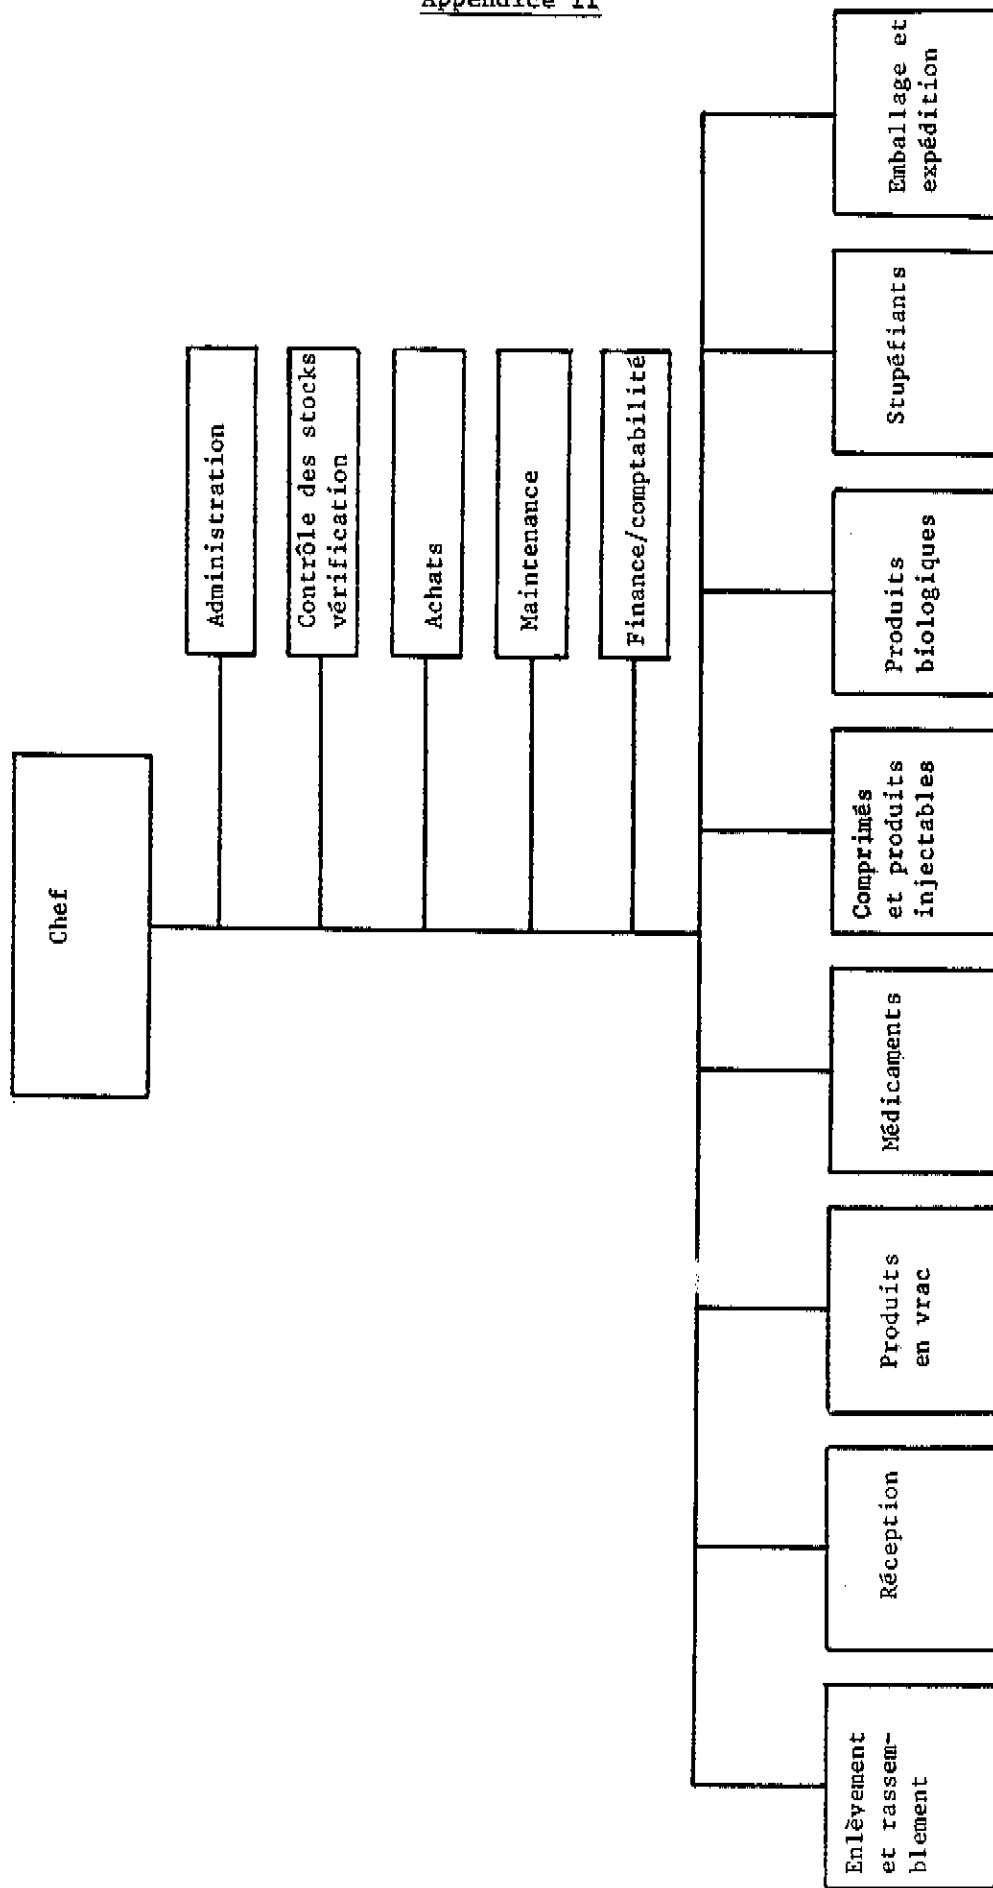 Appendice II
Chef
Administration
Contrôle des stocks
vérification
Achats
Maintenance
Finance/comptabilité
Enlèvement
et rassem-
blement
Réception
Produits
en vrac
Médicaments
Comprimés
et produits
injectables
Produits
biologiques
Stupéfiants
Emballage et
expédition